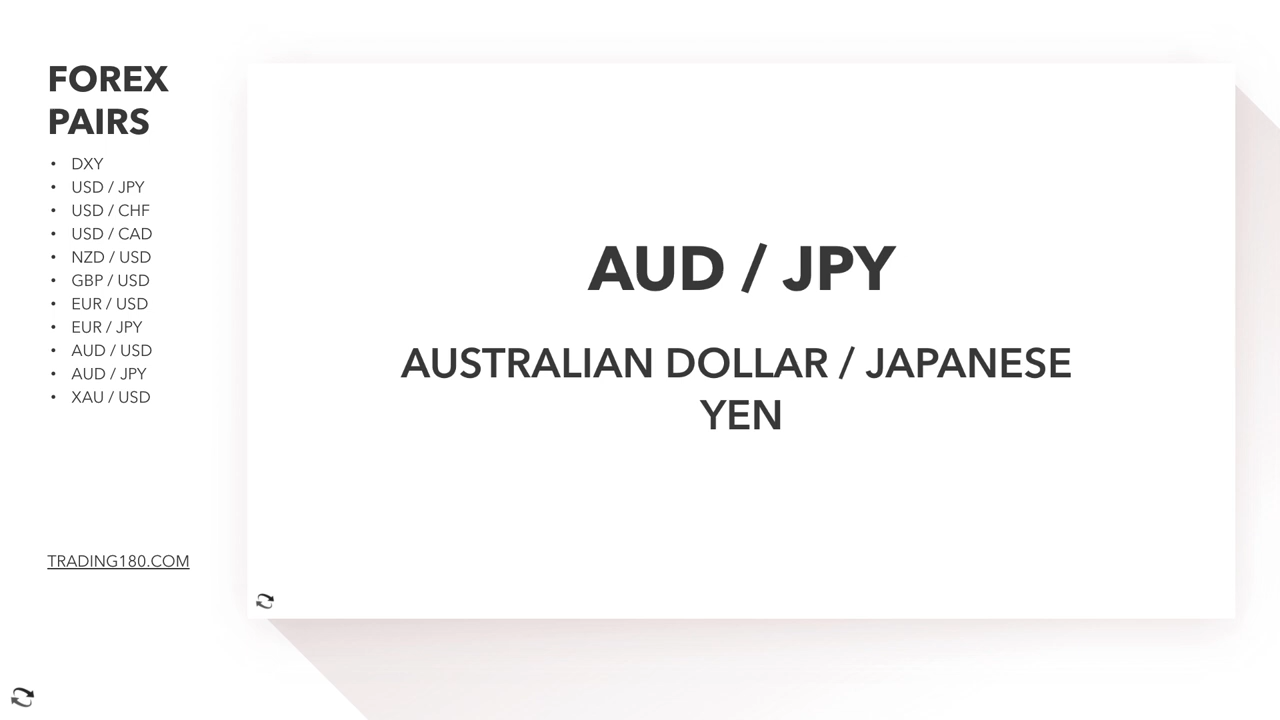 FOREX
PAIRS
• DXY
• USD / JPY
• USD / CHF
• USD / CAD
• NZD / USD
• GBP / USD
• EUR / USD
• EUR / JPY
• AUD / USD
• AUD / JPY
• XAU / USD
TRADING180.COM
AUD / JPY
AUSTRALIAN DOLLAR / JAPANESE
YEN